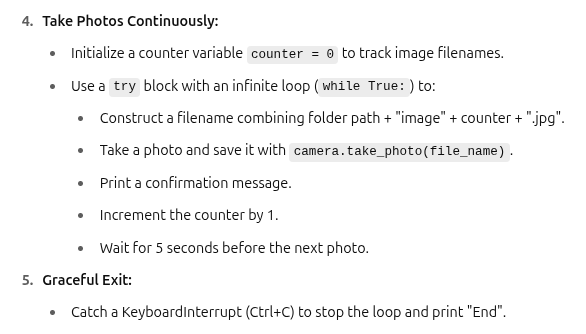 4. Take Photos Continuously:
• Initialize a counter variable counter = 0 to track image filenames.
• Use a try block with an infinite loop ( while True: ) to:
• Construct a filename combining folder path + "image" + counter + ".jpg".
• Take a photo and save it with camera.take_photo(file_name) .
• Print a confirmation message.
• Increment the counter by 1.
• Wait for 5 seconds before the next photo.
5. Graceful Exit:
• Catch a KeyboardInterrupt (Ctrl+C) to stop the loop and print "End".